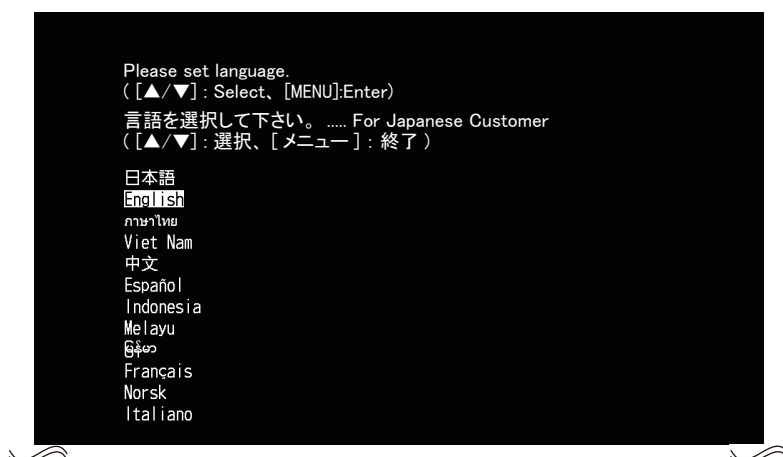 Please set language.
( [▲/▼] : Select、 [MENU]:Enter)
言語を選択して下さい。 ..... For Japanese Customer
( [▲/▼] : 選択、 [ メニュー ] : 終了 )
日本語
English
ภาษาไทย
Viet Nam
中文
Español
Indonesia
Melayu
မြန်မာ
Français
Norsk
Italiano